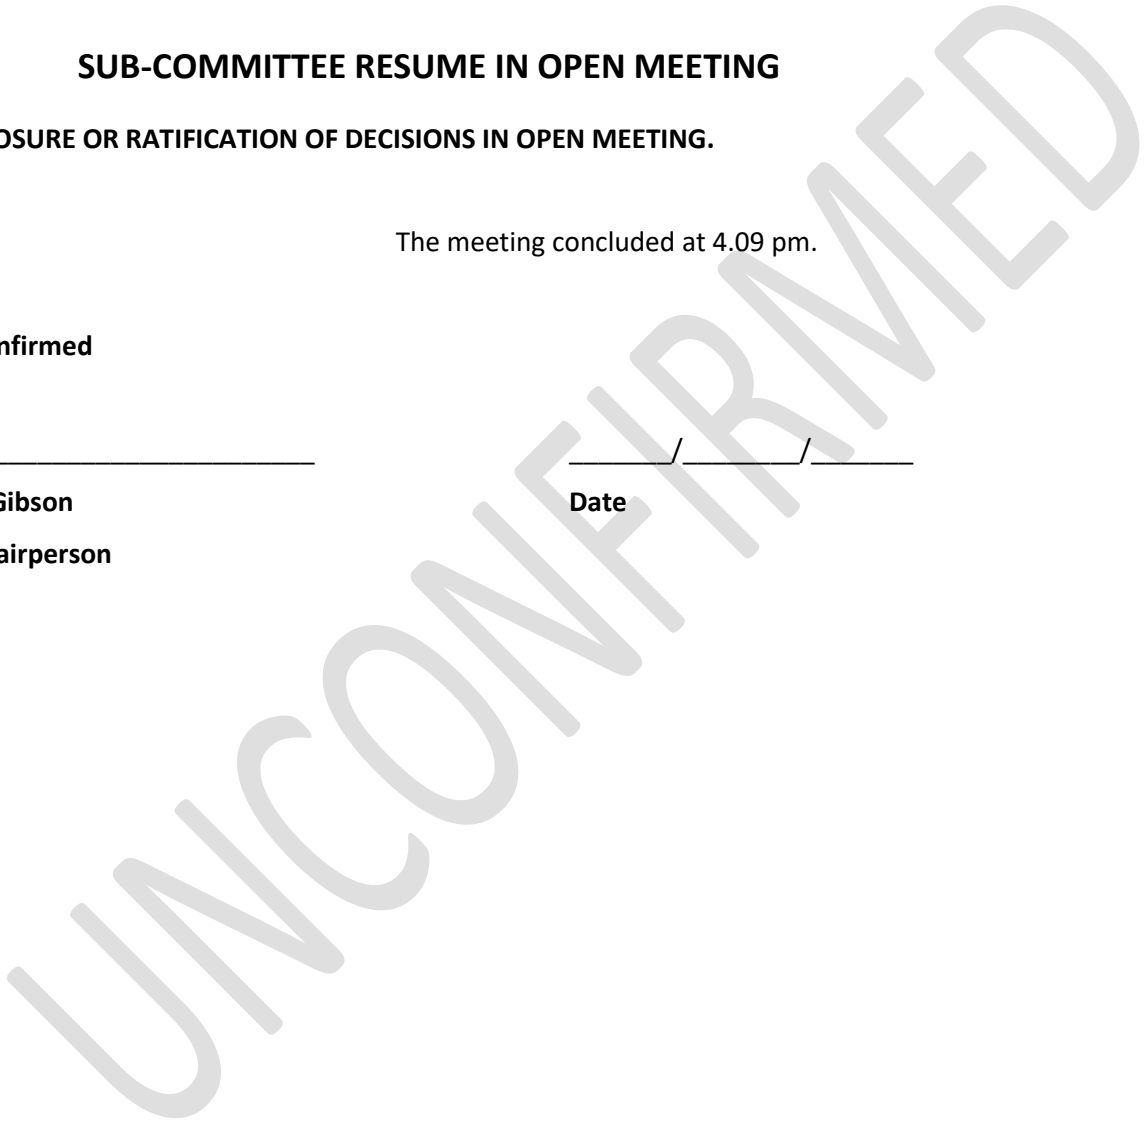 SUB-COMMITTEE RESUME IN OPEN MEETING
OSURE OR RATIFICATION OF DECISIONS IN OPEN MEETING.
The meeting concluded at 4.09 pm.
nfirmed
______________________ _______/________/_______
Gibson Date
airperson
UNCONFIRMED